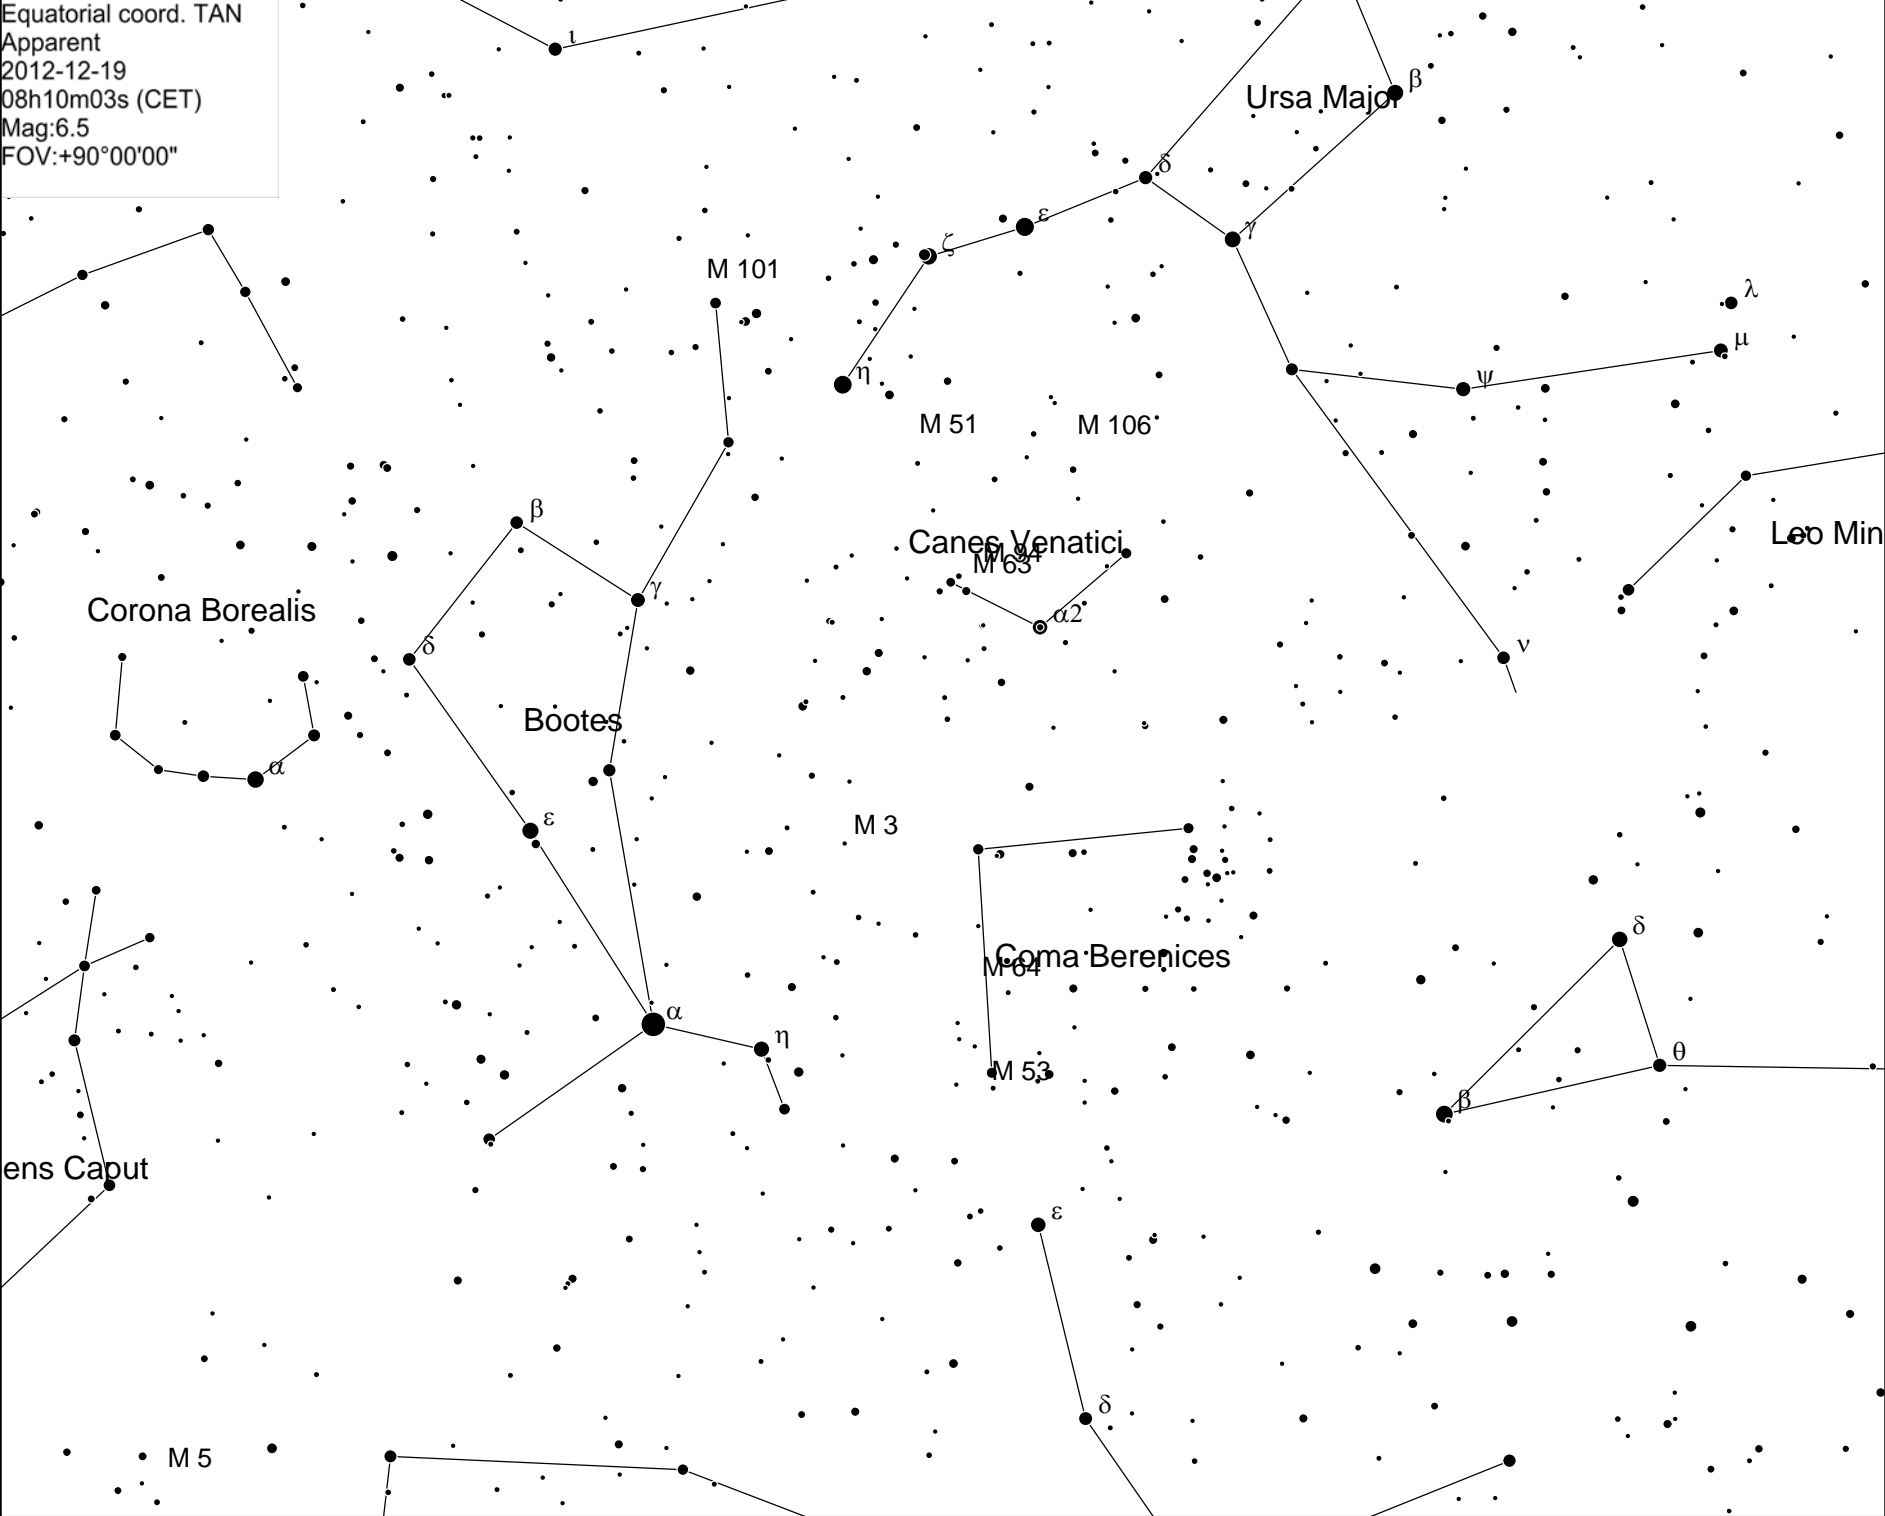 Equatorial coord. TAN
Apparent
2012-12-19
08h10m03s (CET)
Mag:6.5
FOV:+90°00'00"
ι
Ursa Major
β
δ
ε
γ
ζ
M 101
λ
μ
η
ψ
M 51
M 106
β
Canes Venatici
M 94
M 63
Leo Min
γ
α2
Corona Borealis
δ
ν
Bootes
α
ε
M 3
δ
Coma Berenices
M 64
α
η
θ
M 53
β
ens Caput
ε
δ
M 5